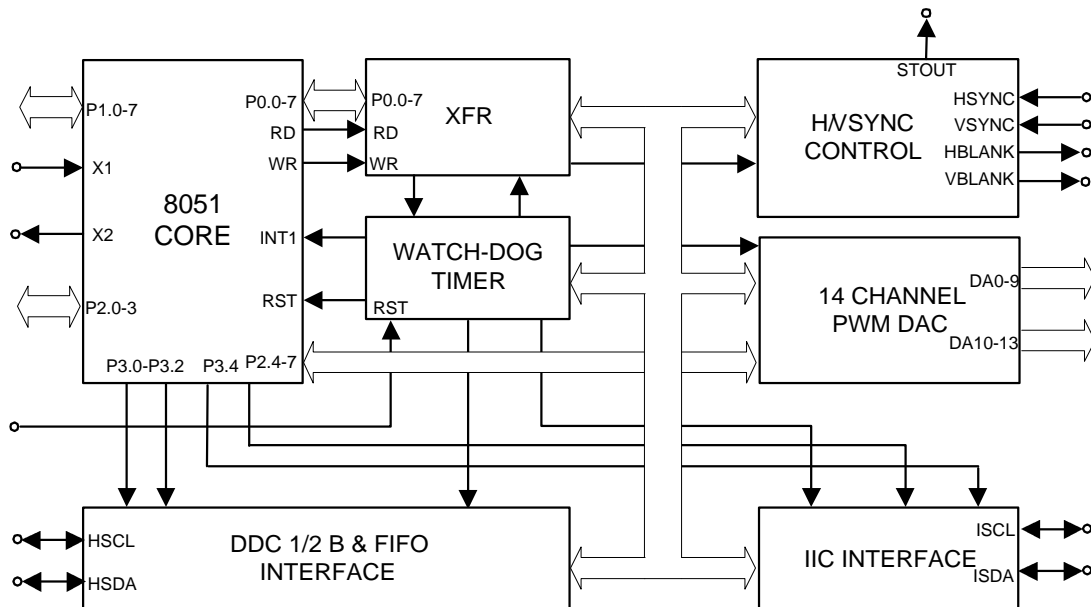 STOUT
P1.0-7
P0.0-7
P0.0-7
XFR
HSYNC
RD
RD
H/VSYNC
CONTROL
VSYNC
WR
WR
HBLANK
X1
VBLANK
8051
CORE
X2
INT1
WATCH-DOG
TIMER
14 CHANNEL
PWM DAC
DA0-9
P2.0-3
RST
RST
DA10-13
P3.0-P3.2
P3.4
P2.4-7
HSCL
DDC 1/2 B & FIFO
INTERFACE
HSDA
IIC INTERFACE
ISCL
ISDA